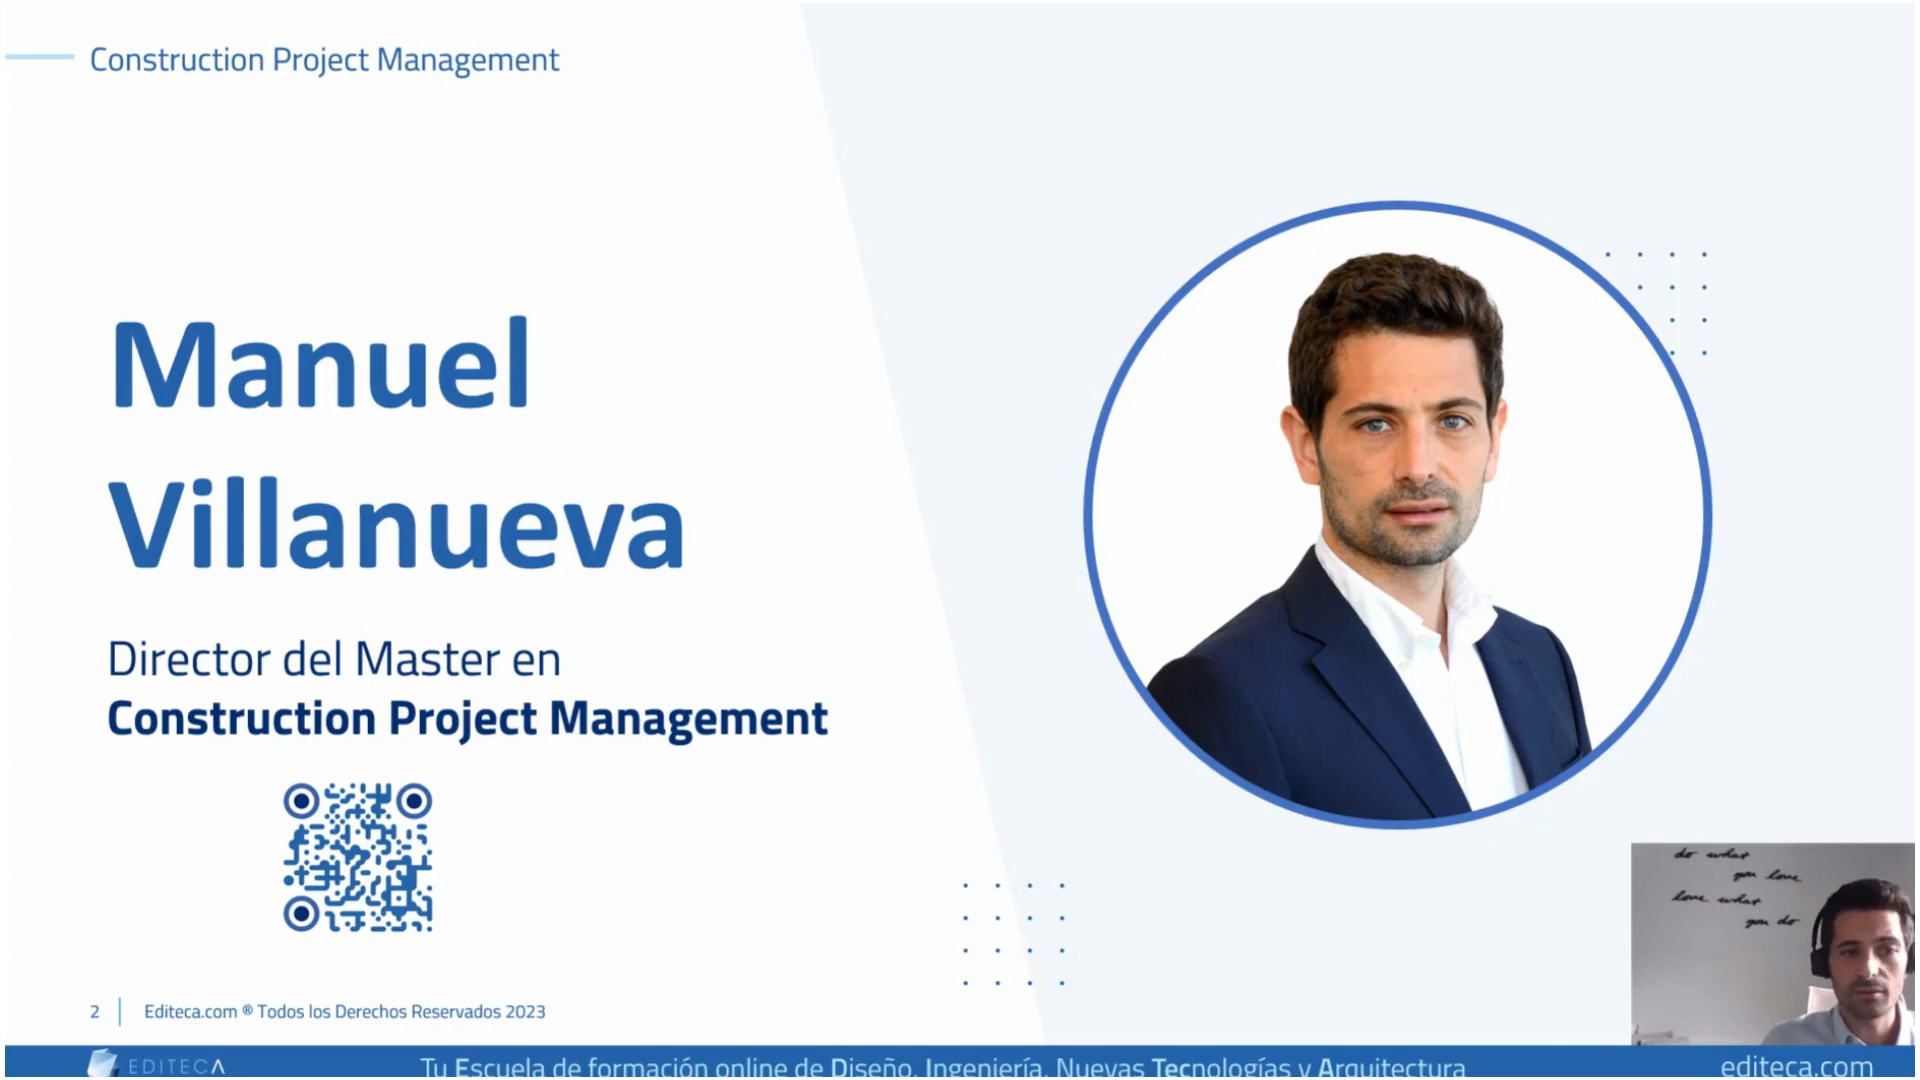 Construction Project Management
Manuel
Villanueva
Director del Master en
Construction Project Management
do what
you love
love what
you do
2
Editeca.com ® Todos los Derechos Reservados 2023
EDITECA
Tu Escuela de formación online de Diseño, Ingeniería, Nuevas Tecnologías y Arquitectura
editeca.com